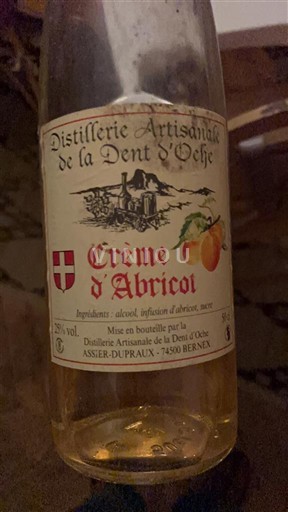 Distillerie Artisanale
de la Dent d'Oche
Crème
VINOU
d'Abricot
Ingrédients : alcool, infusion d'abricot, sucre
25% vol.
Mise en bouteille par la
Distillerie Artisanale de la Dent d'Oche
ASSIER-DUPRAUX - 74500 BERNEX